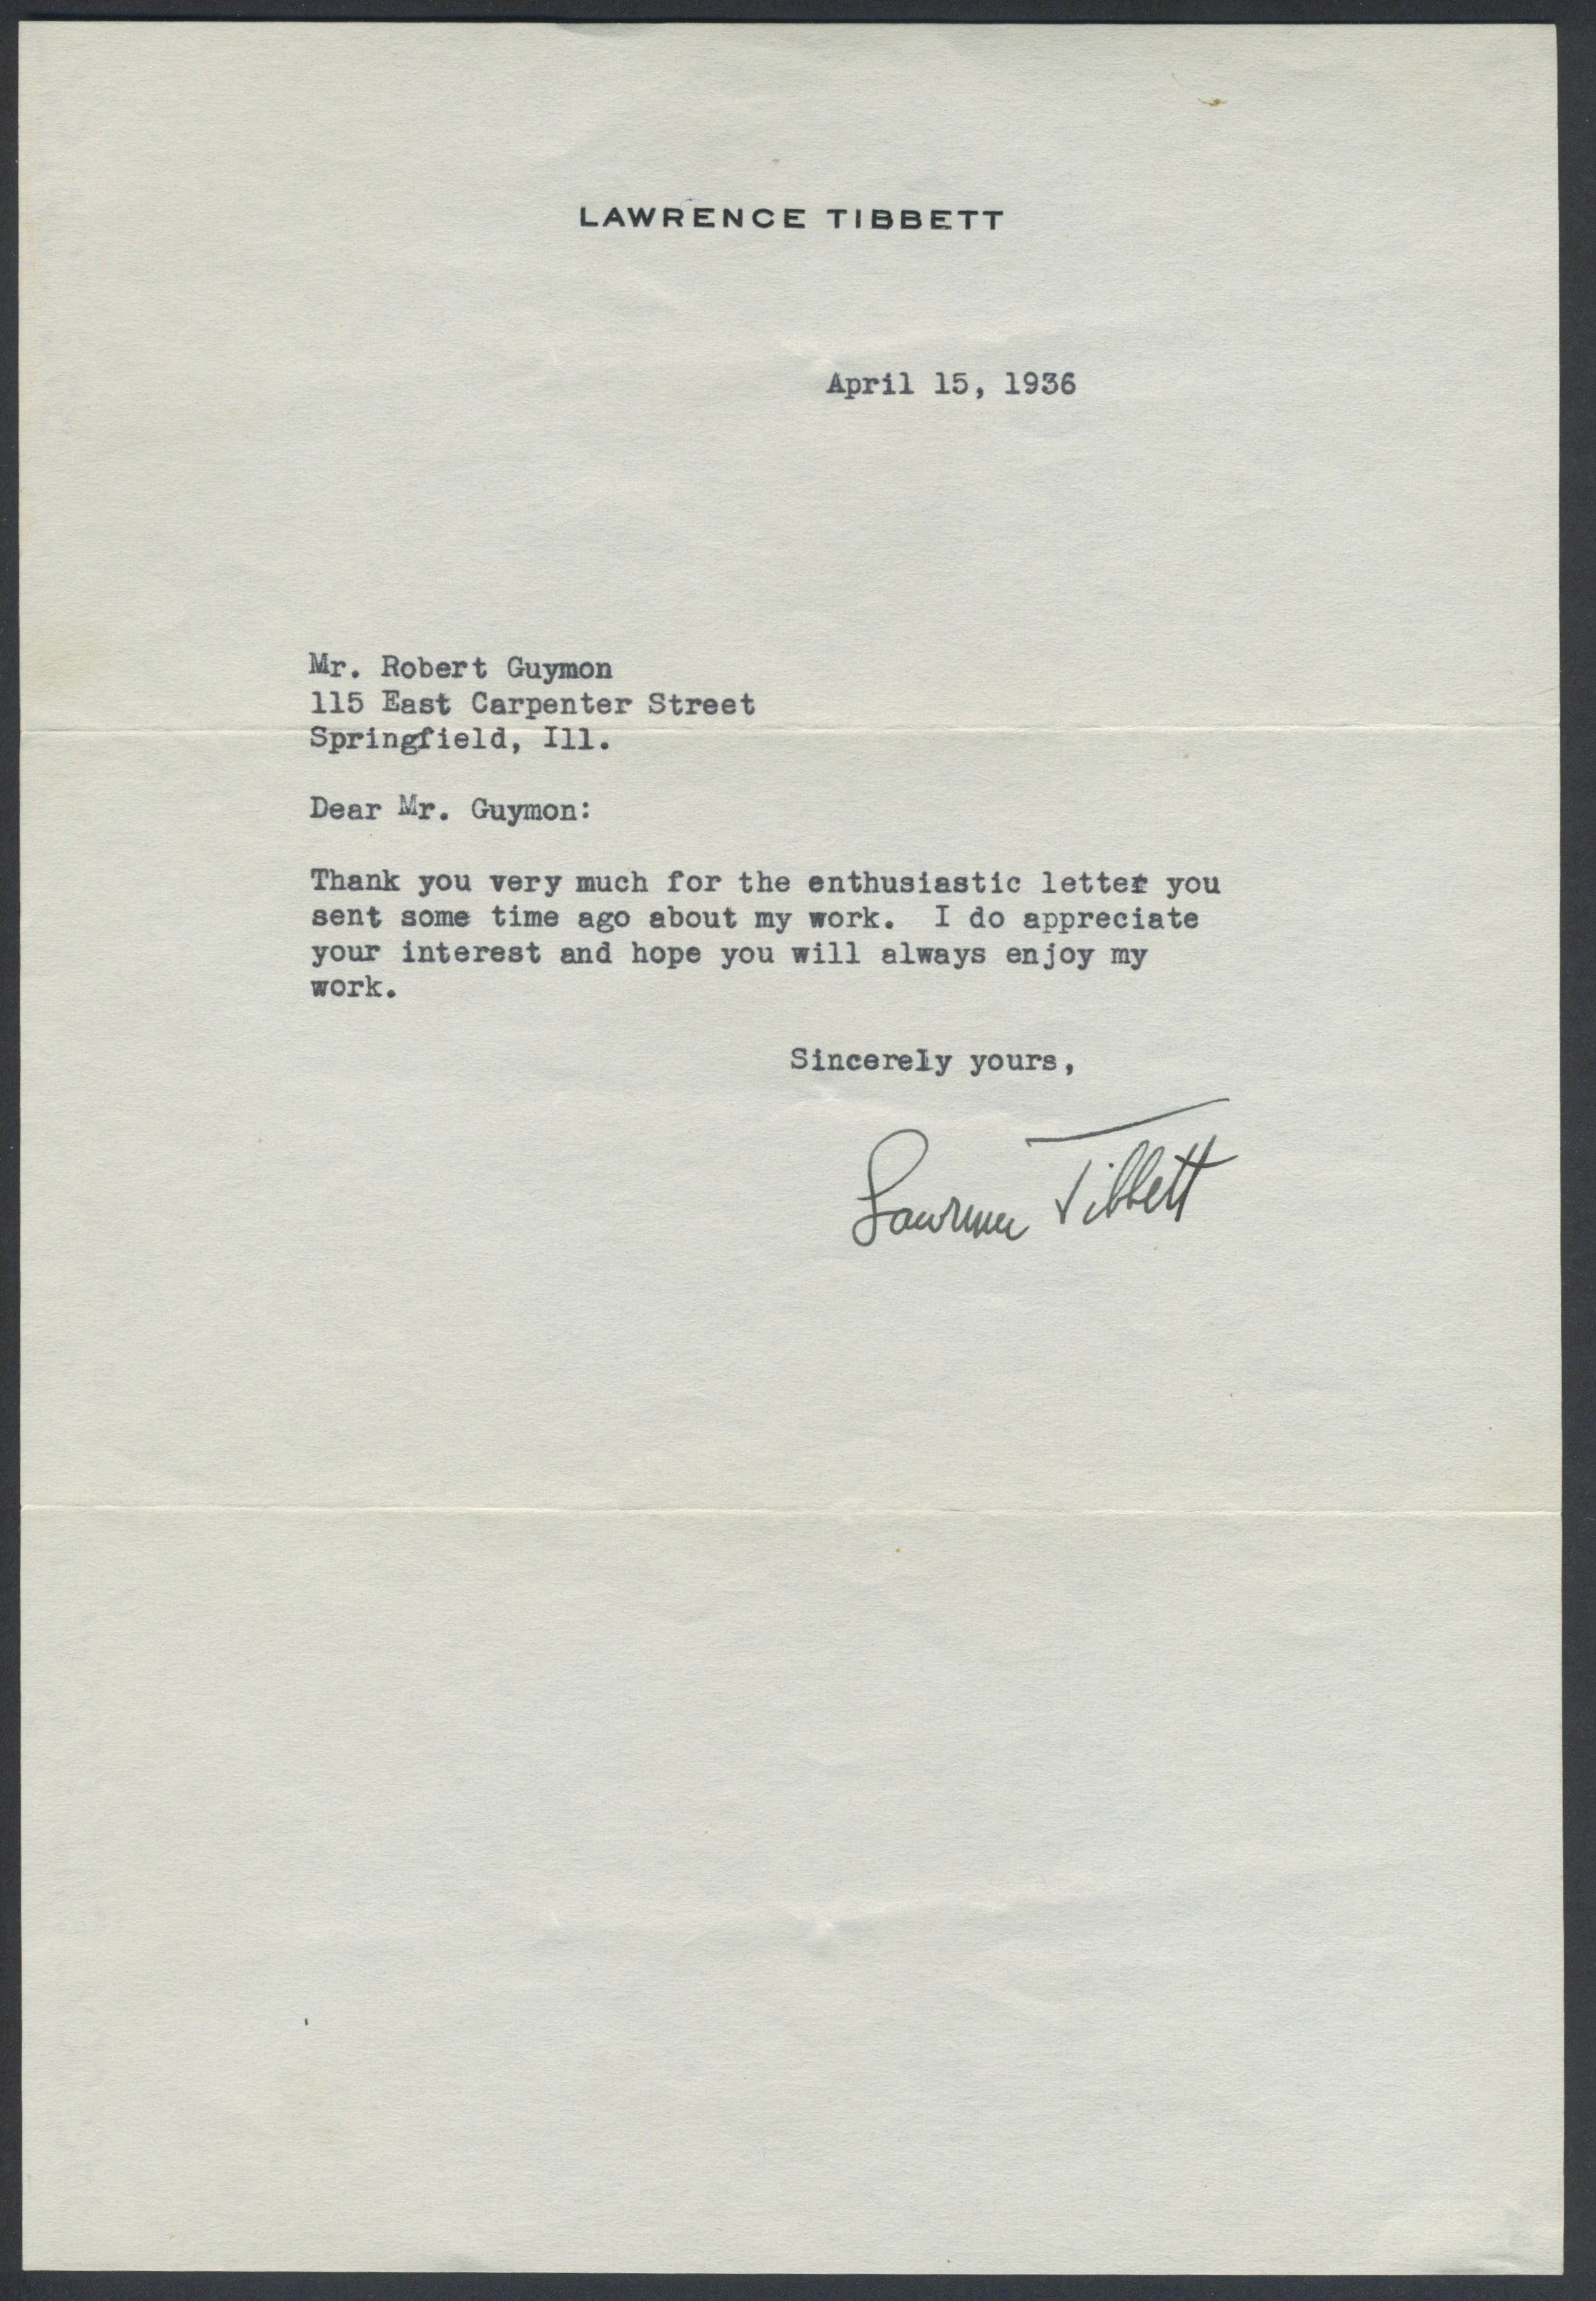 LAWRENCE TIBBETT
April 15, 1936
Mr. Robert Guymon
115 East Carpenter Street
Springfield, Ill.
Dear Mr. Guymon:
Thank you very much for the enthusiastic letter you
sent some time ago about my work.  I do appreciate
your interest and hope you will always enjoy my
work.
Sincerely yours,
Lawrence Tibbett